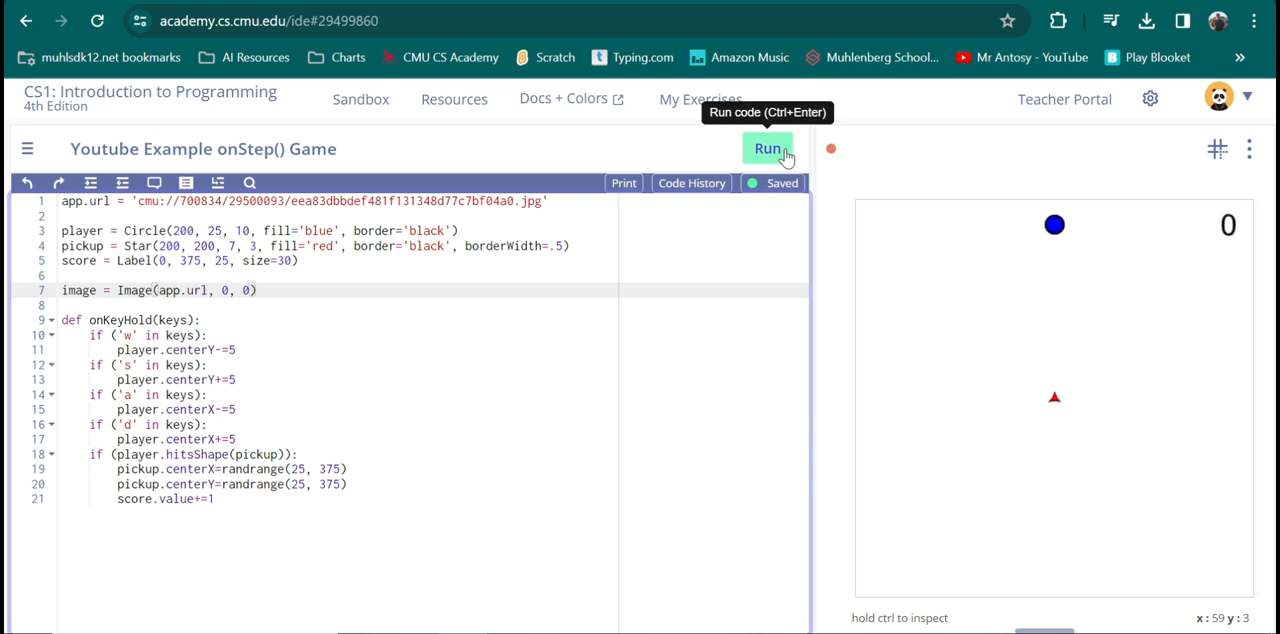 academy.cs.cmu.edu/ide#29499860
muhlsdk12.net bookmarks AI Resources Charts CMU CS Academy Scratch Typing.com Amazon Music Muhlenberg School... Mr Antosy - YouTube Play Blooket »
CS1: Introduction to Programming
4th Edition
Sandbox Resources Docs + Colors My Exercises Teacher Portal
Run code (Ctrl+Enter)
Youtube Example onStep() Game Run
Print Code History Saved
1 app.url = 'cmu://700834/29500093/eea83dbbdef481f131348d77c7bf04a0.jpg'
2
3 player = Circle(200, 25, 10, fill='blue', border='black')
4 pickup = Star(200, 200, 7, 3, fill='red', border='black', borderWidth=.5)
5 score = Label(0, 375, 25, size=30)
6
7 image = Image(app.url, 0, 0)
8
9 def onKeyHold(keys):
10 if ('w' in keys):
11 player.centerY-=5
12 if ('s' in keys):
13 player.centerY+=5
14 if ('a' in keys):
15 player.centerX-=5
16 if ('d' in keys):
17 player.centerX+=5
18 if (player.hitsShape(pickup)):
19 pickup.centerX=randrange(25, 375)
20 pickup.centerY=randrange(25, 375)
21 score.value+=1
0
hold ctrl to inspect x: 59 y: 3